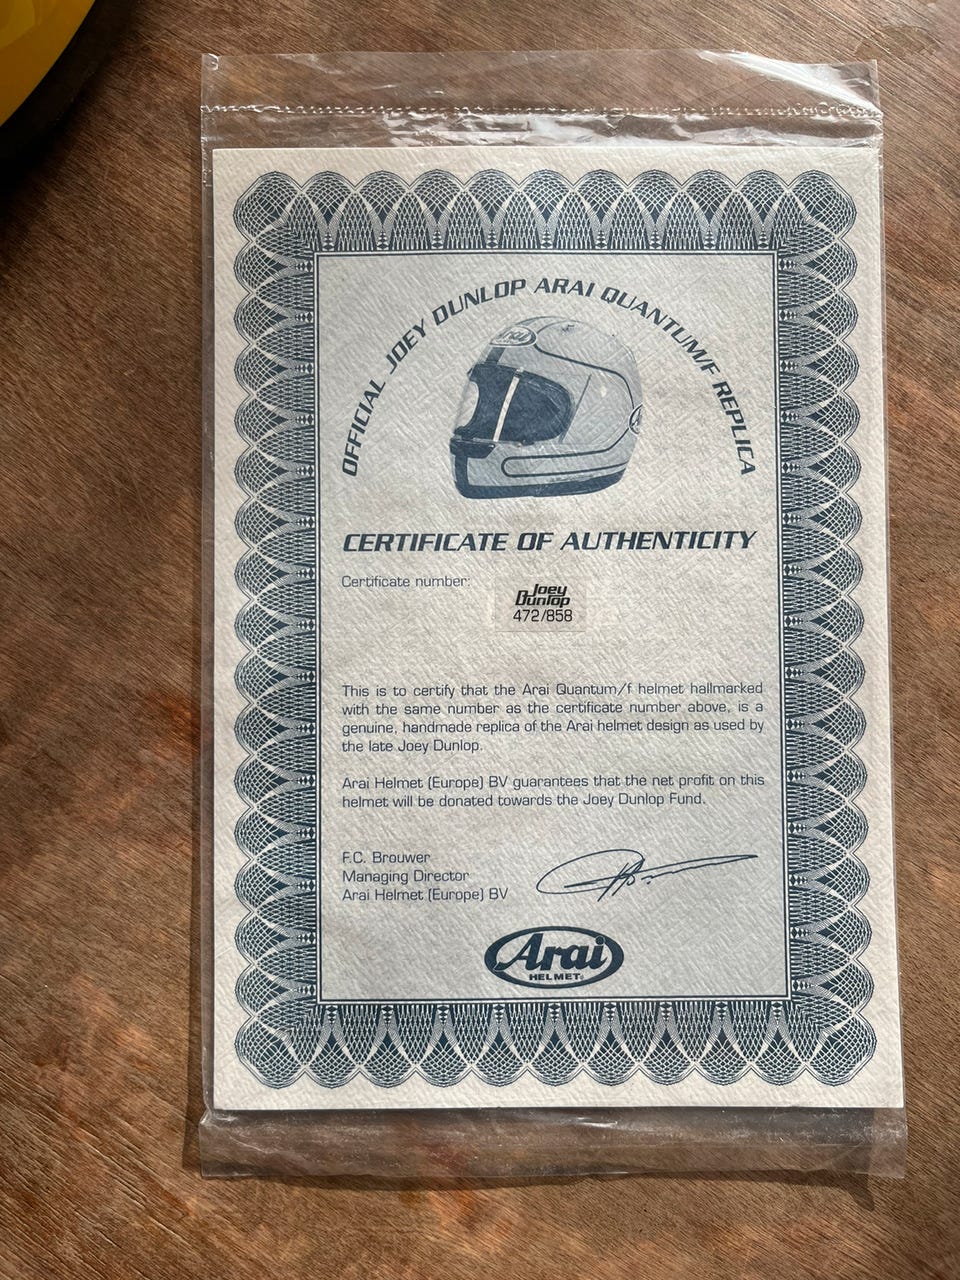 OFFICIAL JOEY DUNLOP ARAI QUANTUM/F REPLICA
Arai
CERTIFICATE OF AUTHENTICITY
Certificate number:
Joey
Dunlop
472/858
This is to certify that the Arai Quantum/f helmet hallmarked
with the same number as the certificate number above, is a
genuine, handmade replica of the Arai helmet design as used by
the late Joey Dunlop.
Arai Helmet (Europe) BV guarantees that the net profit on this
helmet will be donated towards the Joey Dunlop Fund.
F.C. Brouwer
Managing Director
Arai Helmet (Europe) BV
Arai
HELMET